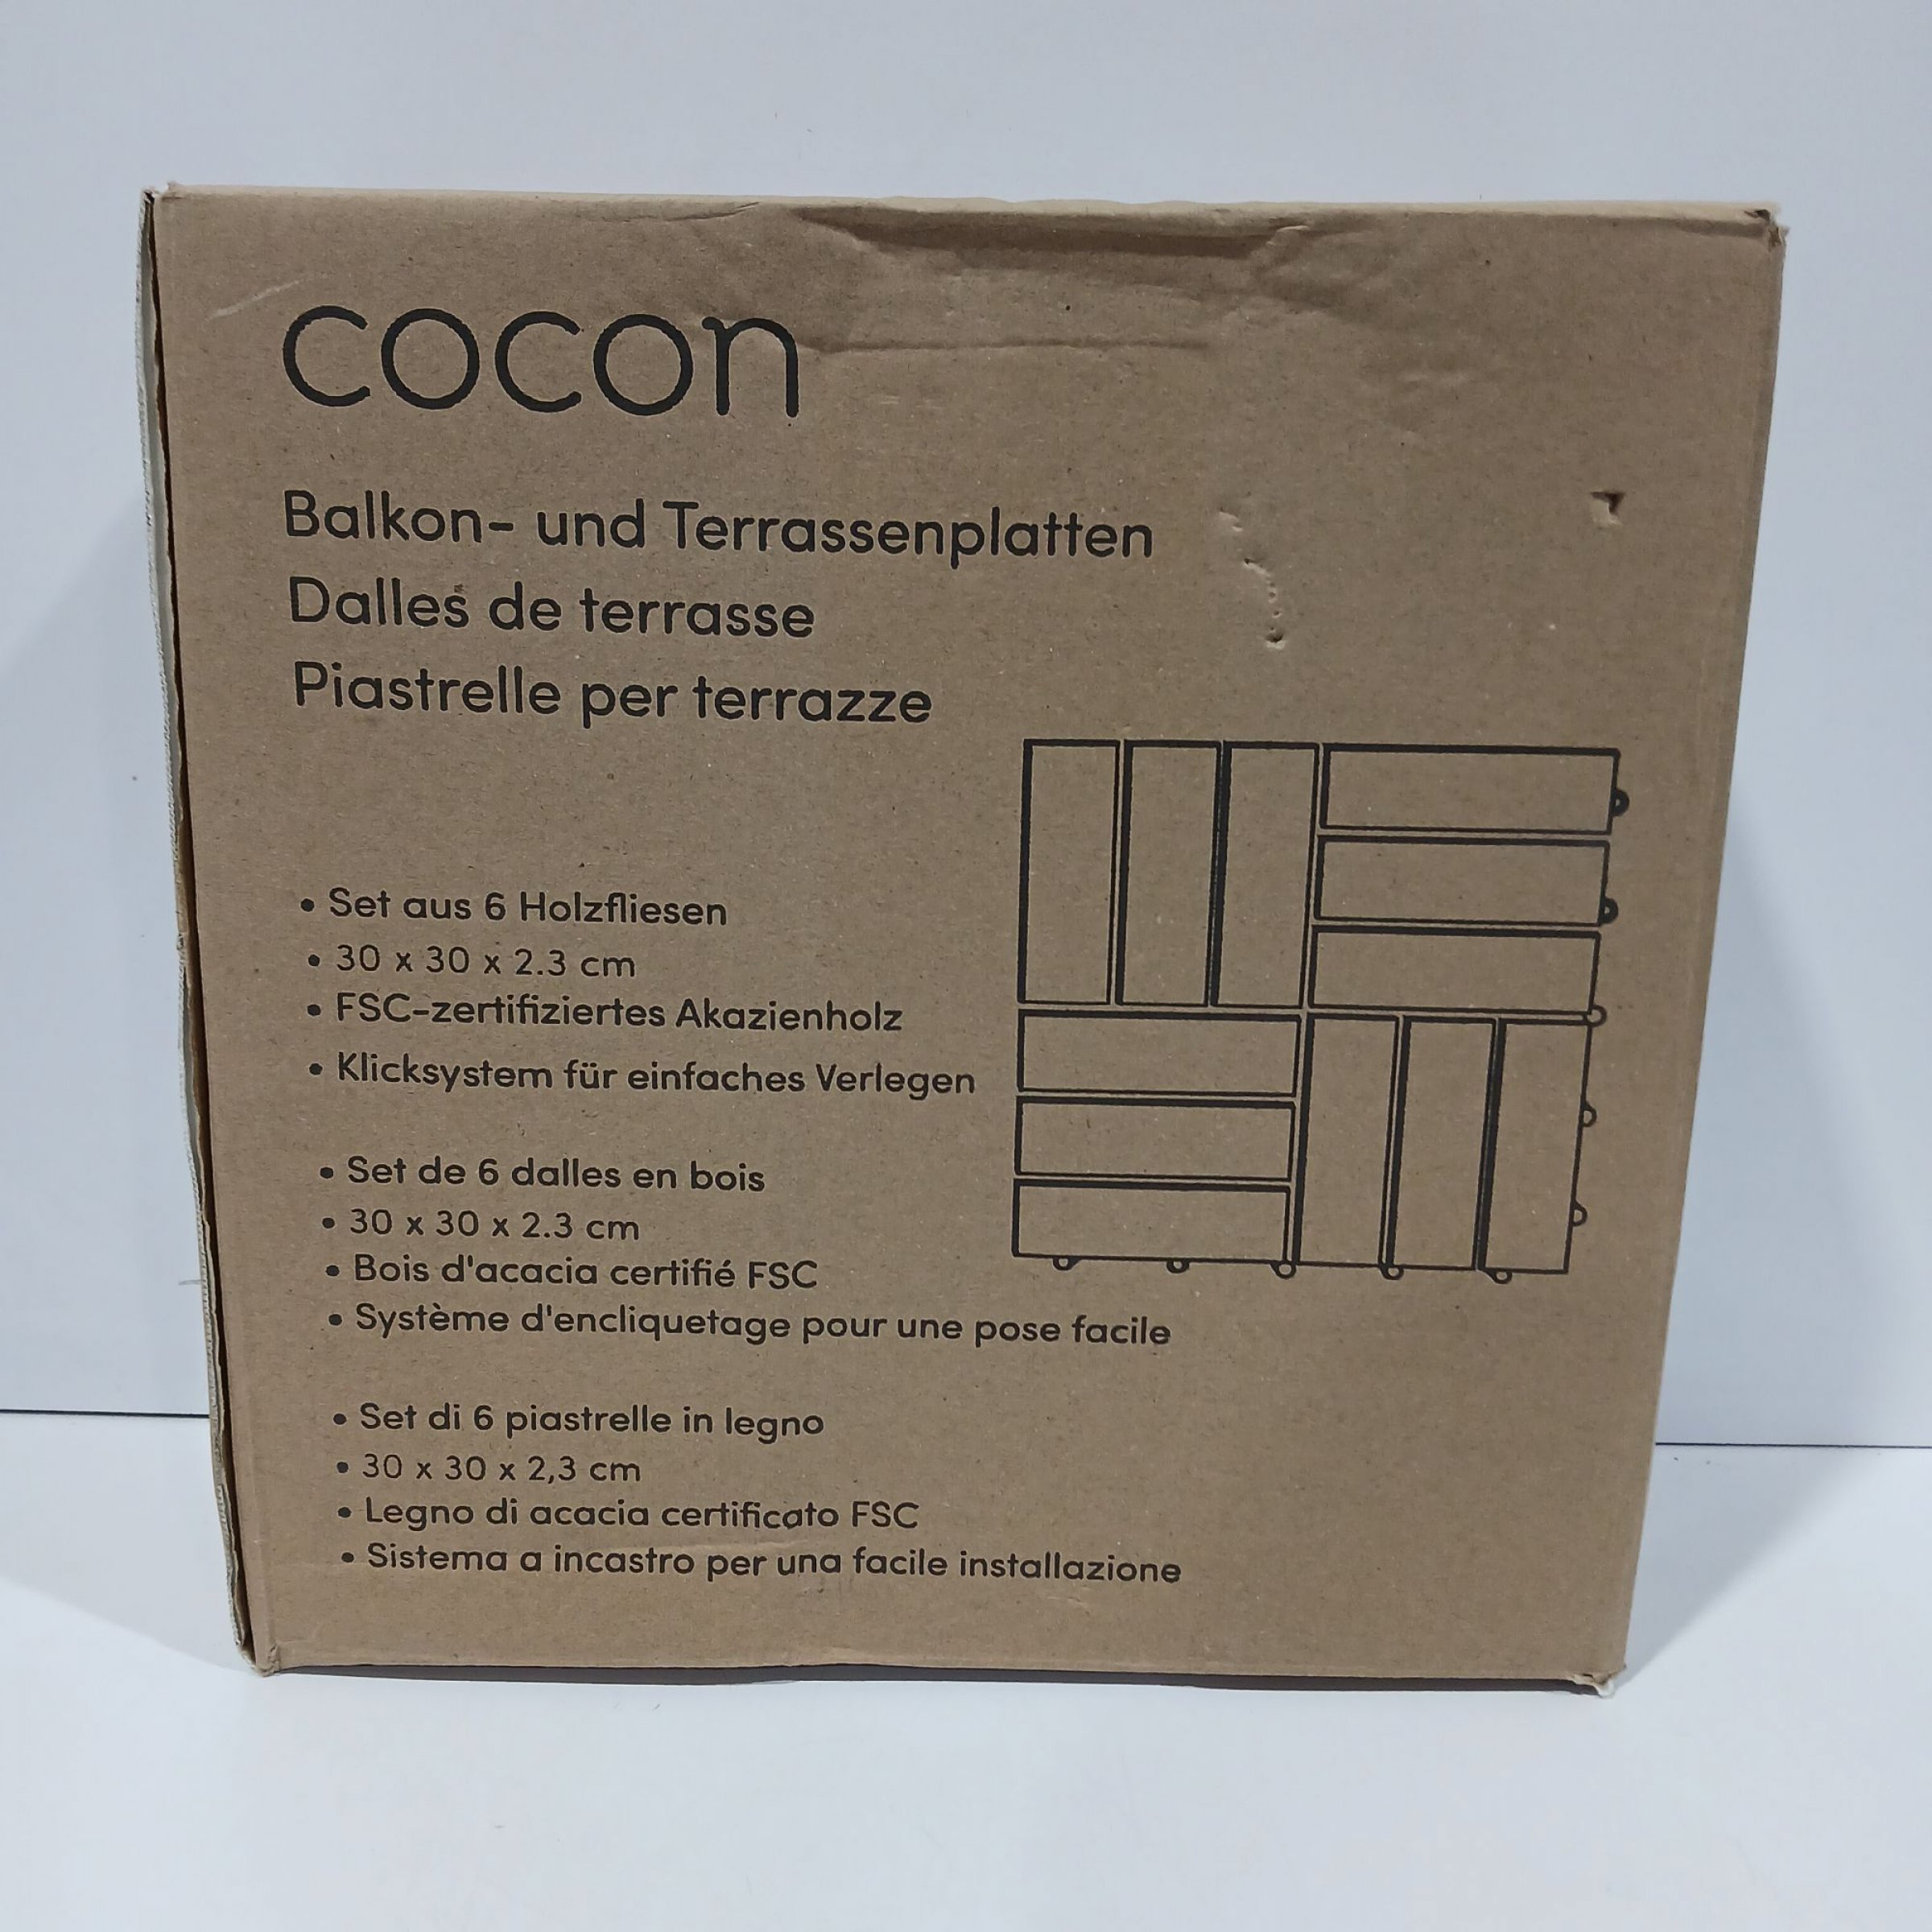 cocon
Balkon- und Terrassenplatten
Dalles de terrasse
Piastrelle per terrazze
• Set aus 6 Holzfliesen
• 30 x 30 x 2.3 cm
• FSC-zertifiziertes Akazienholz
• Klicksystem für einfaches Verlegen
• Set de 6 dalles en bois
• 30 x 30 x 2.3 cm
• Bois d'acacia certifié FSC
• Système d'encliquetage pour une pose facile
• Set di 6 piastrelle in legno
• 30 x 30 x 2,3 cm
• Legno di acacia certificato FSC
• Sistema a incastro per una facile installazione